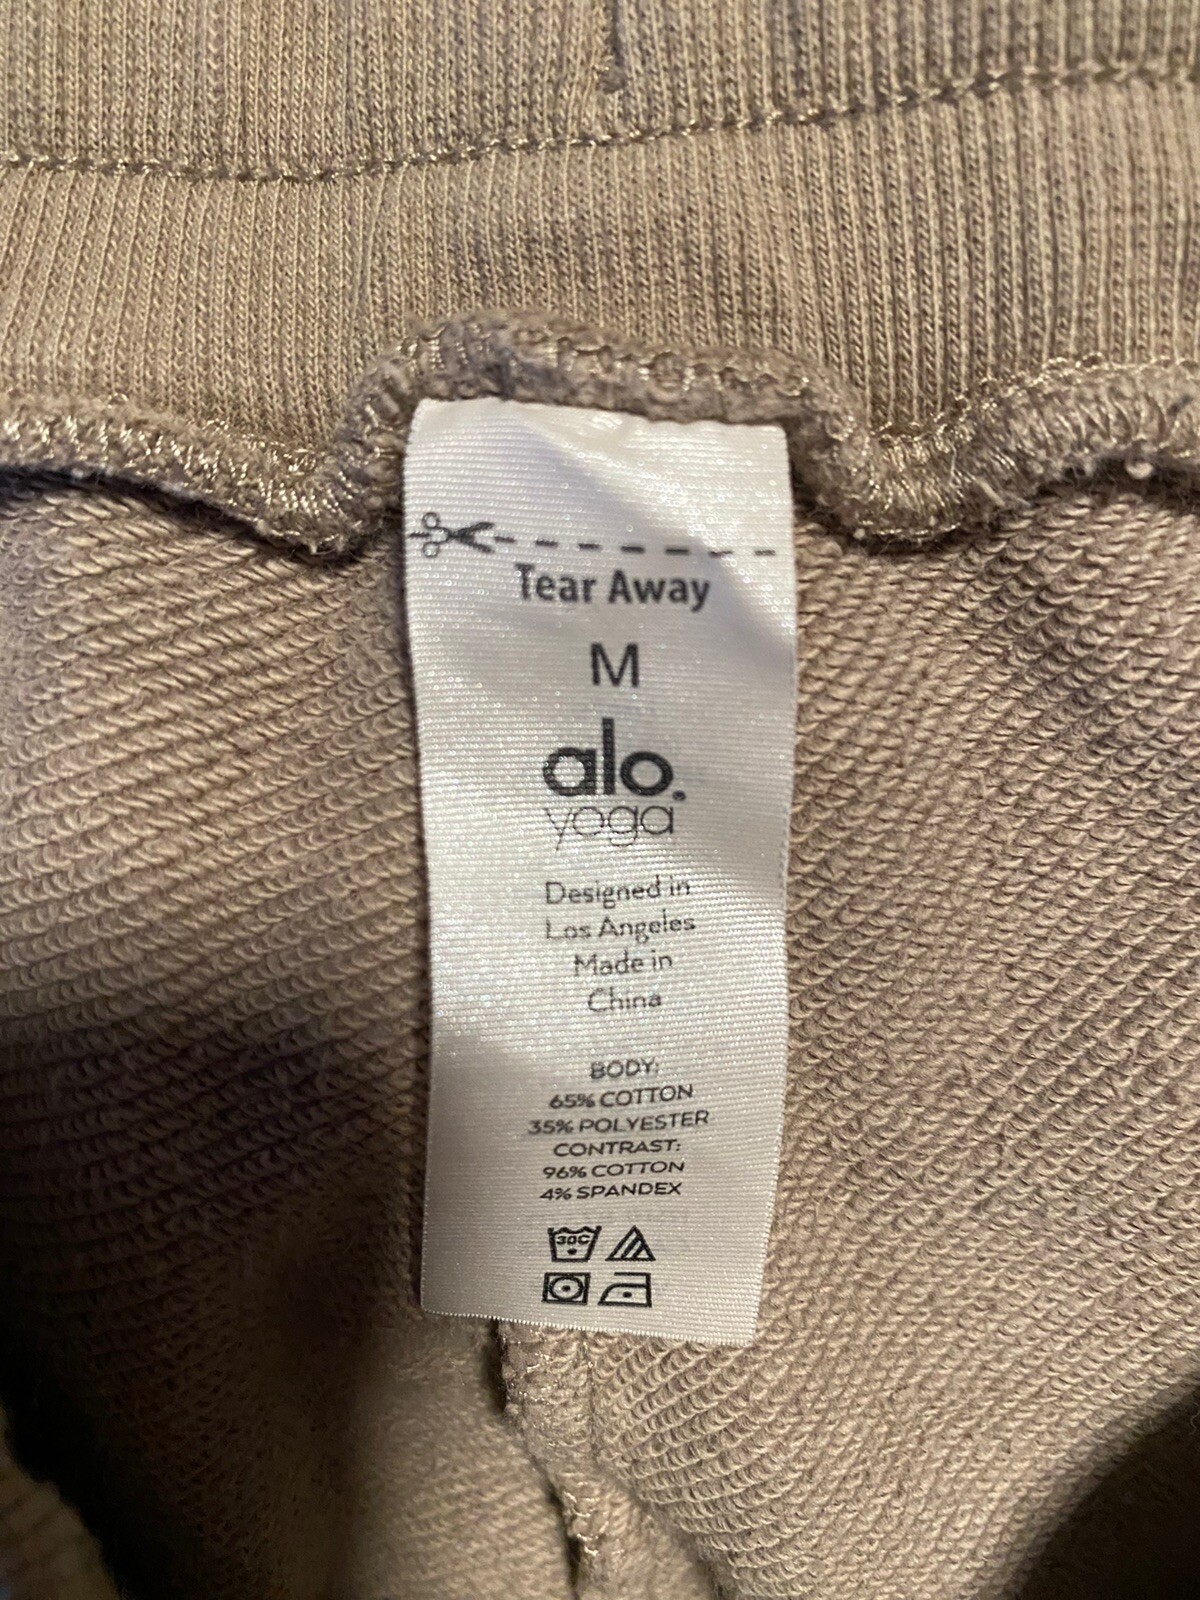 Tear Away
M
alo®
yoga
Designed in
Los Angeles
Made in
China
BODY:
65% COTTON
35% POLYESTER
CONTRAST:
96% COTTON
4% SPANDEX
30C